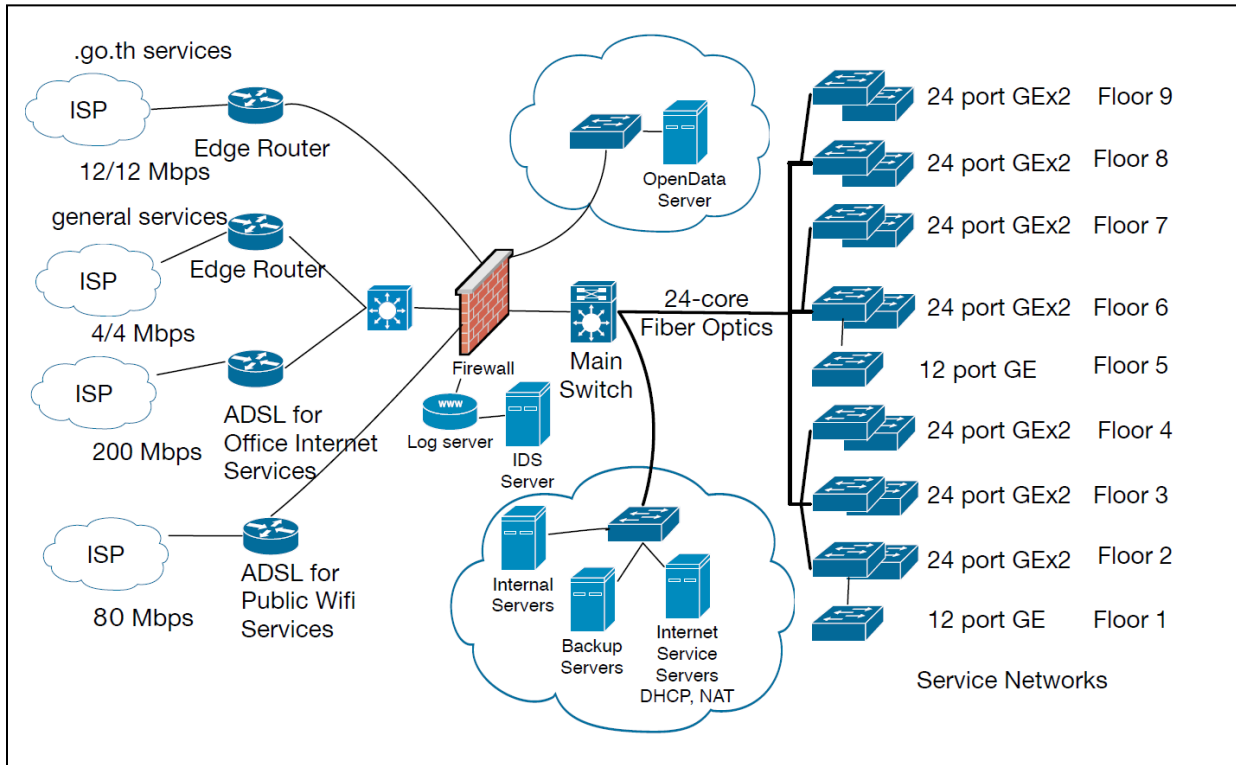 .go.th services
ISP
Edge Router
12/12 Mbps
general services
ISP
Edge Router
4/4 Mbps
ISP
200 Mbps
ADSL for
Office Internet
Services
ISP
80 Mbps
ADSL for
Public Wifi
Services
Firewall
www
Log server
IDS
Server
OpenData
Server
Main
Switch
24-core
Fiber Optics
Internal
Servers
Backup
Servers
Internet
Service
Servers
DHCP, NAT
24 port GEx2 Floor 9
24 port GEx2 Floor 8
24 port GEx2 Floor 7
24 port GEx2 Floor 6
12 port GE Floor 5
24 port GEx2 Floor 4
24 port GEx2 Floor 3
24 port GEx2 Floor 2
12 port GE Floor 1
Service Networks